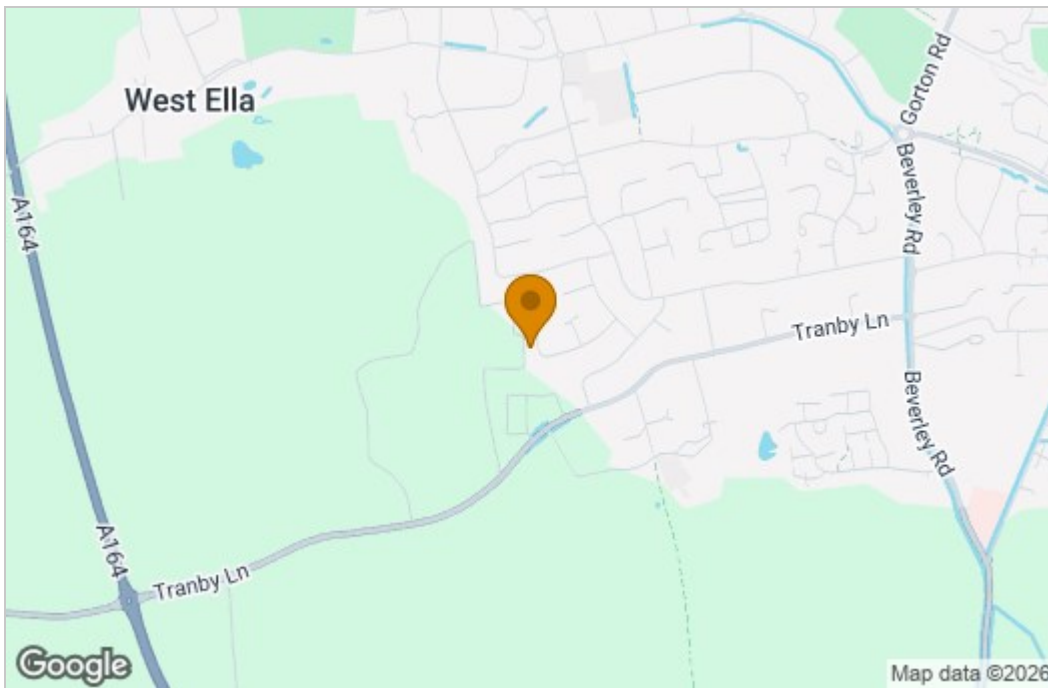 West Ella
Gorton Rd
Beverley Rd
A164
Tranby Ln
Beverley Rd
A164
Tranby Ln
Google
Map data ©2026